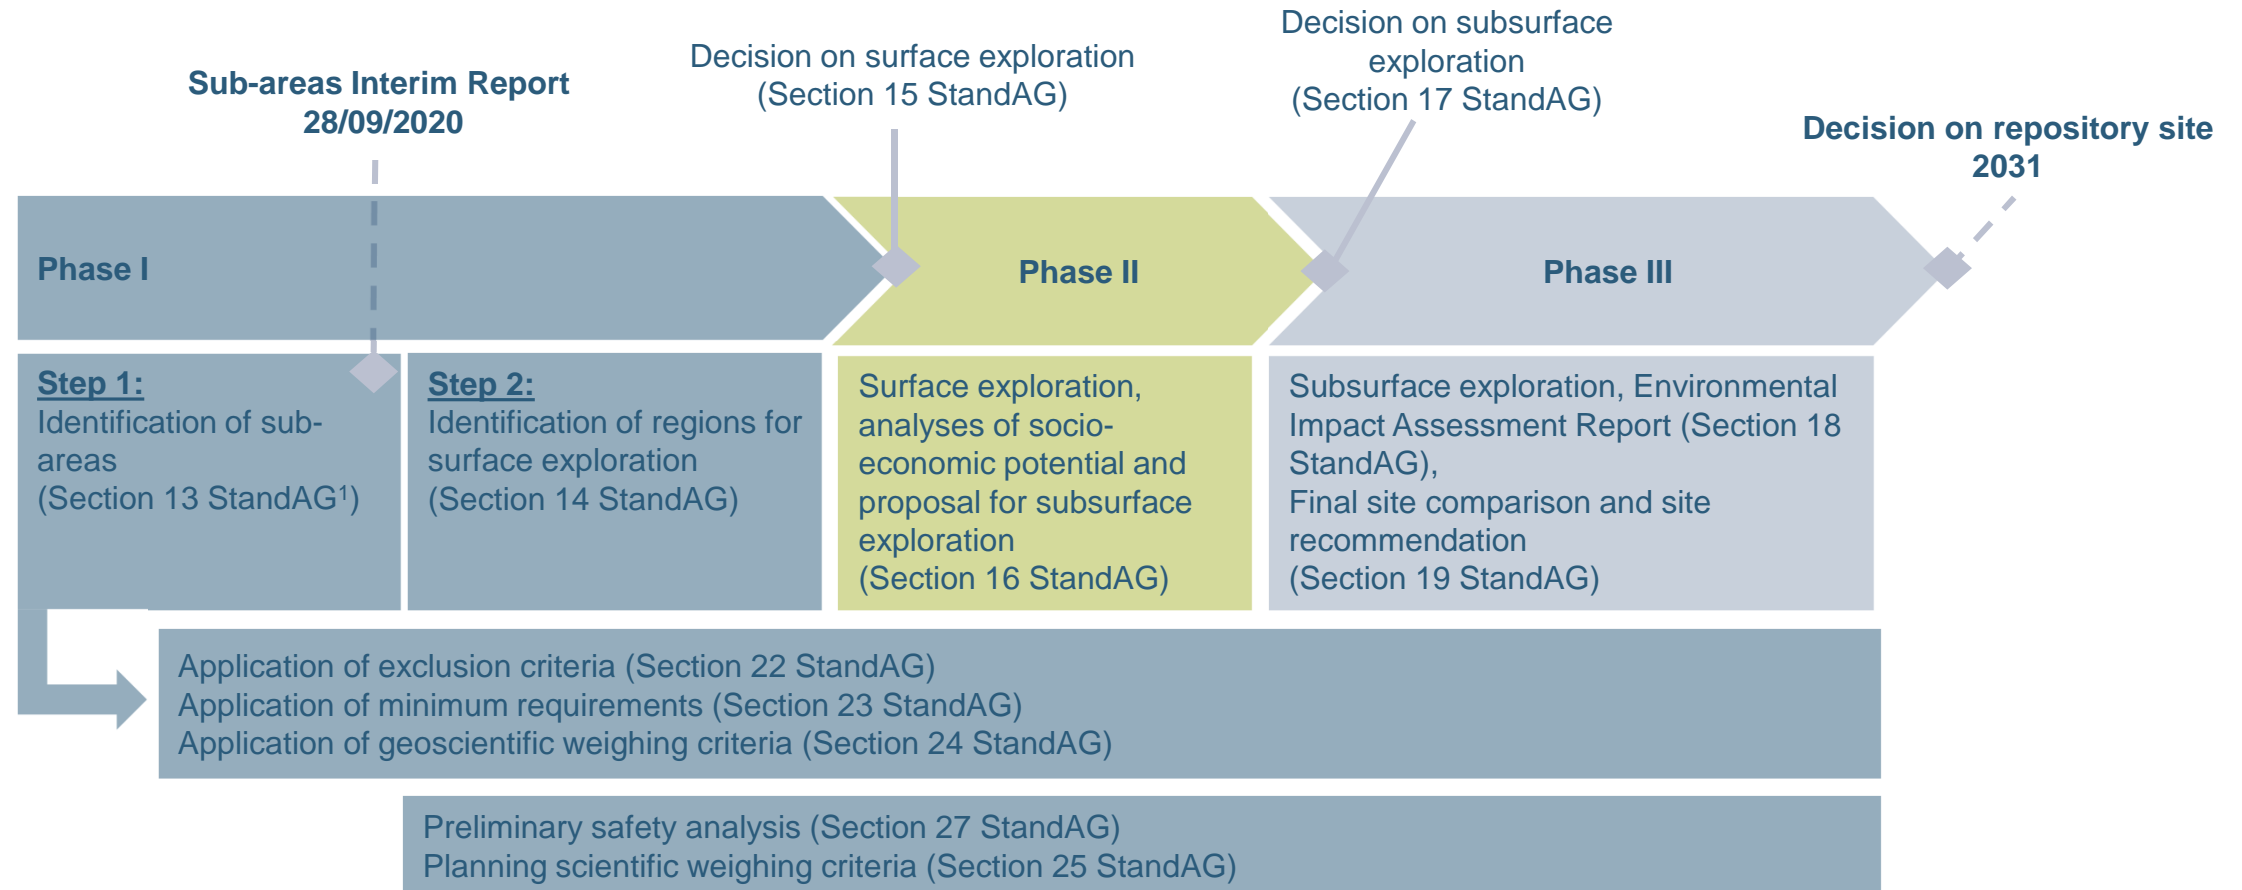 Decision on surface exploration
(Section 15 StandAG)
Decision on subsurface
exploration
(Section 17 StandAG)
Sub-areas Interim Report
28/09/2020
Decision on repository site
2031
Phase I
Phase II
Phase III
Step 1:
Identification of sub-
areas
(Section 13 StandAG¹)
Step 2:
Identification of regions for
surface exploration
(Section 14 StandAG)
Surface exploration,
analyses of socio-
economic potential and
proposal for subsurface
exploration
(Section 16 StandAG)
Subsurface exploration, Environmental
Impact Assessment Report (Section 18
StandAG),
Final site comparison and site
recommendation
(Section 19 StandAG)
Application of exclusion criteria (Section 22 StandAG)
Application of minimum requirements (Section 23 StandAG)
Application of geoscientific weighing criteria (Section 24 StandAG)
Preliminary safety analysis (Section 27 StandAG)
Planning scientific weighing criteria (Section 25 StandAG)